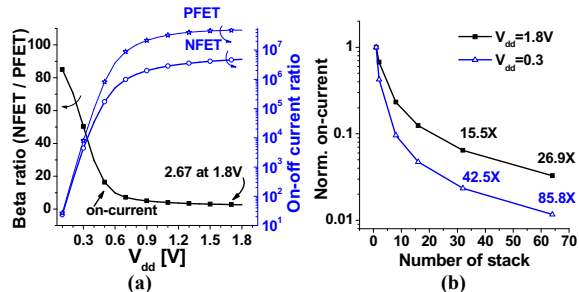 PFET
NFET
Beta ratio (NFET / PFET)
100
80
60
40
20
0
on-current
2.67 at 1.8V
On-off current ratio
10^7
10^6
10^5
10^4
10^3
10^2
10^1
0.3 0.6 0.9 1.2 1.5 1.8
V_dd [V]
(a)
V_dd=1.8V
V_dd=0.3
Norm. on-current
1
0.1
0.01
15.5X
26.9X
42.5X
85.8X
0 10 20 30 40 50 60 70
Number of stack
(b)